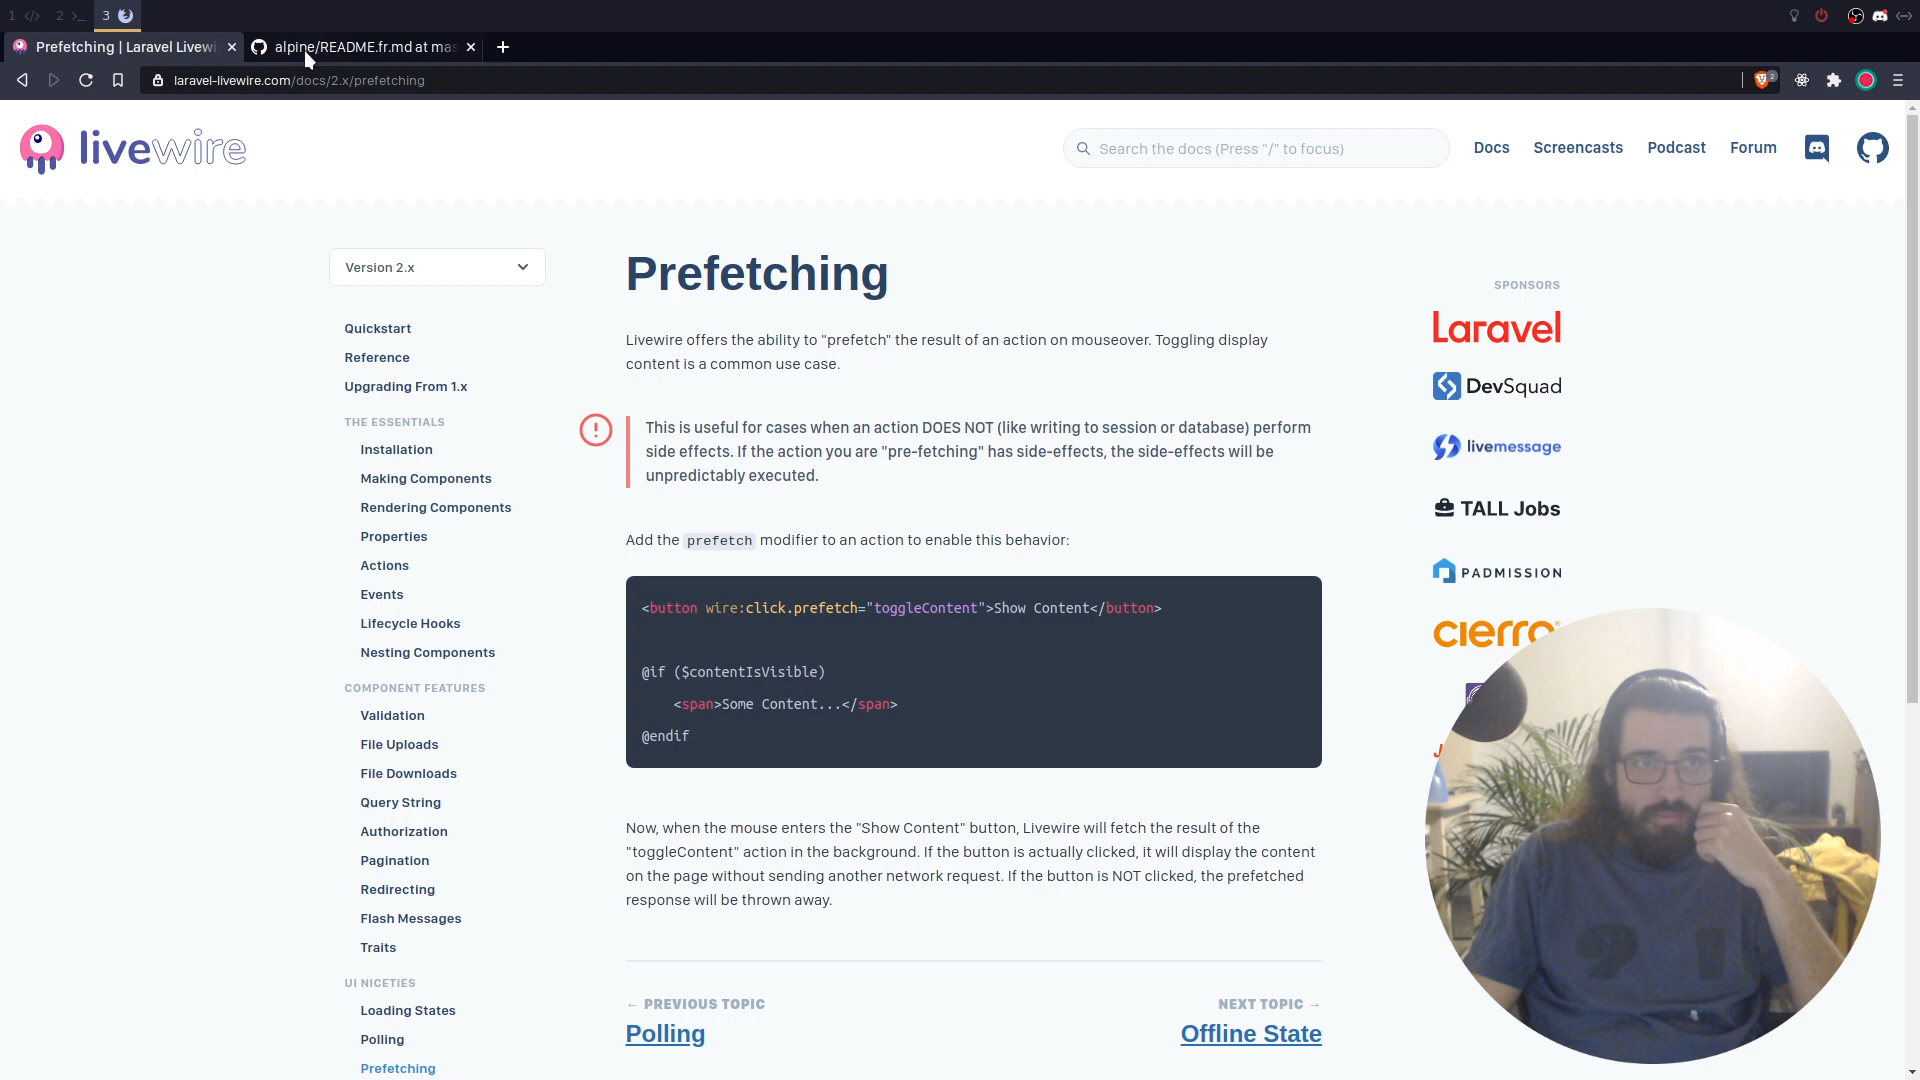 1 </> 2 >_ 3
Prefetching | Laravel Livewi
alpine/README.fr.md at mas
laravel-livewire.com/docs/2.x/prefetching
2
livewire
Search the docs (Press "/" to focus)
Docs
Screencasts
Podcast
Forum
Version 2.x
Quickstart
Reference
Upgrading From 1.x
THE ESSENTIALS
Installation
Making Components
Rendering Components
Properties
Actions
Events
Lifecycle Hooks
Nesting Components
COMPONENT FEATURES
Validation
File Uploads
File Downloads
Query String
Authorization
Pagination
Redirecting
Flash Messages
Traits
UI NICETIES
Loading States
Polling
Prefetching
Prefetching
Livewire offers the ability to "prefetch" the result of an action on mouseover. Toggling display
content is a common use case.
This is useful for cases when an action DOES NOT (like writing to session or database) perform
side effects. If the action you are "pre-fetching" has side-effects, the side-effects will be
unpredictably executed.
Add the prefetch modifier to an action to enable this behavior:
<button wire:click.prefetch="toggleContent">Show Content</button>
@if ($contentIsVisible)
<span>Some Content...</span>
@endif
Now, when the mouse enters the "Show Content" button, Livewire will fetch the result of the
"toggleContent" action in the background. If the button is actually clicked, it will display the content
on the page without sending another network request. If the button is NOT clicked, the prefetched
response will be thrown away.
← PREVIOUS TOPIC
Polling
NEXT TOPIC →
Offline State
SPONSORS
Laravel
DevSquad
livemessage
TALL Jobs
PADMISSION
cierra